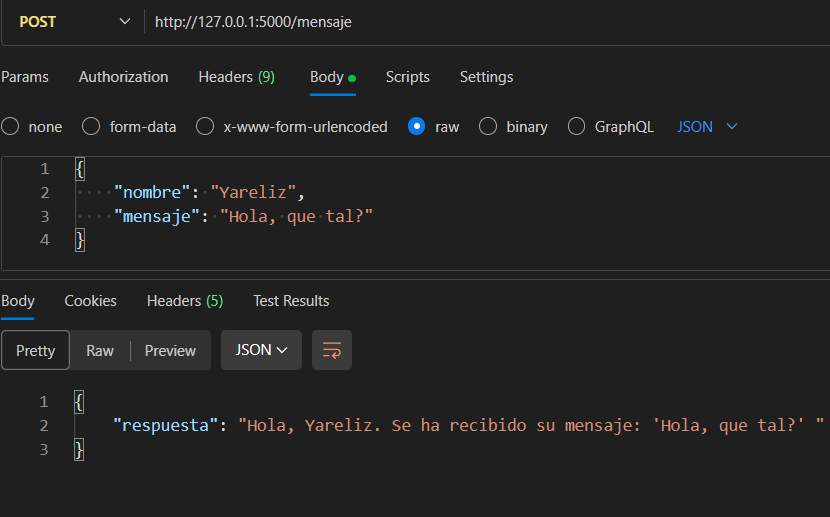 POST http://127.0.0.1:5000/mensaje
Params Authorization Headers (9) Body Scripts Settings
none form-data x-www-form-urlencoded raw binary GraphQL JSON
1 {
2 "nombre": "Yareliz",
3 "mensaje": "Hola, que tal?"
4 }
Body Cookies Headers (5) Test Results
Pretty Raw Preview JSON
1 {
2 "respuesta": "Hola, Yareliz. Se ha recibido su mensaje: 'Hola, que tal?' "
3 }